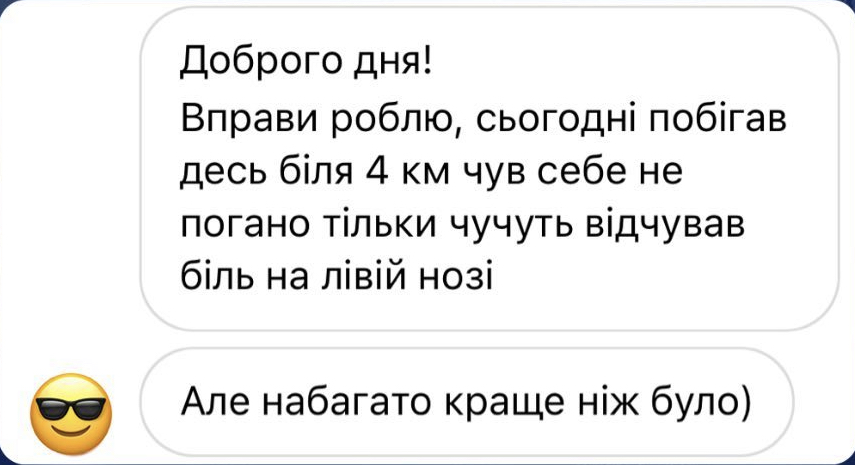 Доброго дня!
Вправи роблю, сьогодні побігав
десь біля 4 км чув себе не
погано тільки чучуть відчував
біль на лівій нозі
Але набагато краще ніж було)